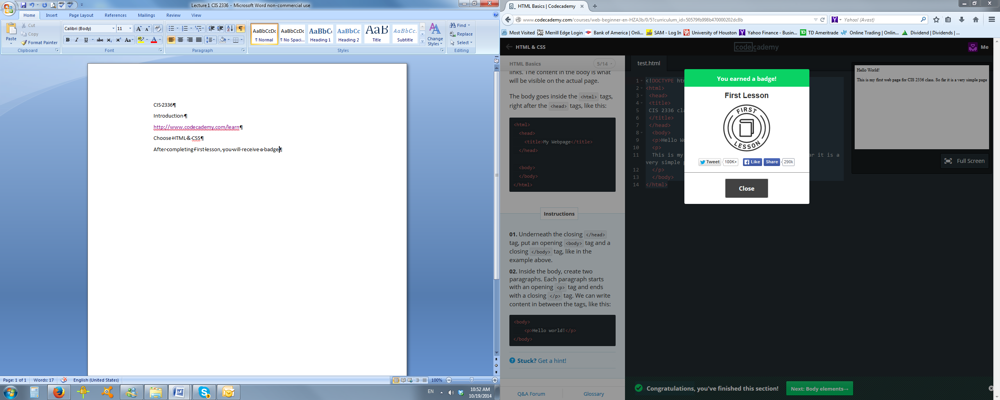 Lecture 1 CIS 2336 - Microsoft Word non-commercial use
Home Insert Page Layout References Mailings Review View
Paste
Cut
Copy
Format Painter
Clipboard
Calibri (Body) 11
Font
Paragraph
AaBbCcDc AaBbCcDc AaBbCc AaBbCc AaB AaBbCc.
¶ Normal ¶ No Spaci... Heading 1 Heading 2 Title Subtitle
Change Styles
Styles
Find
Replace
Select
Editing
CIS·2336¶
Introduction·¶
http://www.codecademy.com/learn¶
Choose·HTML·&·CSS¶
After·completing·First·lesson,·you·will·receive·a·badge¶
Page: 1 of 1 Words: 17 English (United States) 100%
EN
10:52 AM
10/19/2014
HTML Basics | Codecademy
www.codecademy.com/courses/web-beginner-en-HZA3b/0/5?curriculum_id=50579fb998b470000202dc8b
Yahoo! (Avast)
Most Visited Merrill Edge Login Bank of America | Onli... SAM - Log In University of Houston Yahoo Finance - Busin... TD Ameritrade Online Trading | Onlin... Dividend | Dividends | ...
HTML & CSS
codecademy
Me
HTML Basics 5/14
links. The content in the body is what
will be visible on the actual page.
The body goes inside the <html> tags,
right after the <head> tags, like this:
<html>
<head>
<title>My Webpage</title>
</head>
<body>
</body>
</html>
Instructions
01. Underneath the closing </head>
tag, put an opening <body> tag and a
closing </body> tag, like in the
example above.
02. Inside the body, create two
paragraphs. Each paragraph starts
with an opening <p> tag and ends
with a closing </p> tag. We can write
content in between the tags, like this:
<body>
<p>Hello world!</p>
</body>
Stuck? Get a hint!
Q&A Forum Glossary
test.html
1 <!DOCTYPE
2 <html>
3 <head>
4 <title>
5 CIS 2336
6 </title>
7 </head>
8 <body>
9 <p>Hello
10 <p>
11 This is my it is a
very simple
12 </p>
13 </body>
14 </html>
You earned a badge!
First Lesson
FIRST
LESSON
Tweet 100K+ Like Share 290k
Close
Hello World!
This is my first web page for CIS 2336 class. So far it is a very simple page
Full Screen
Congratulations, you've finished this section!
Next: Body elements→